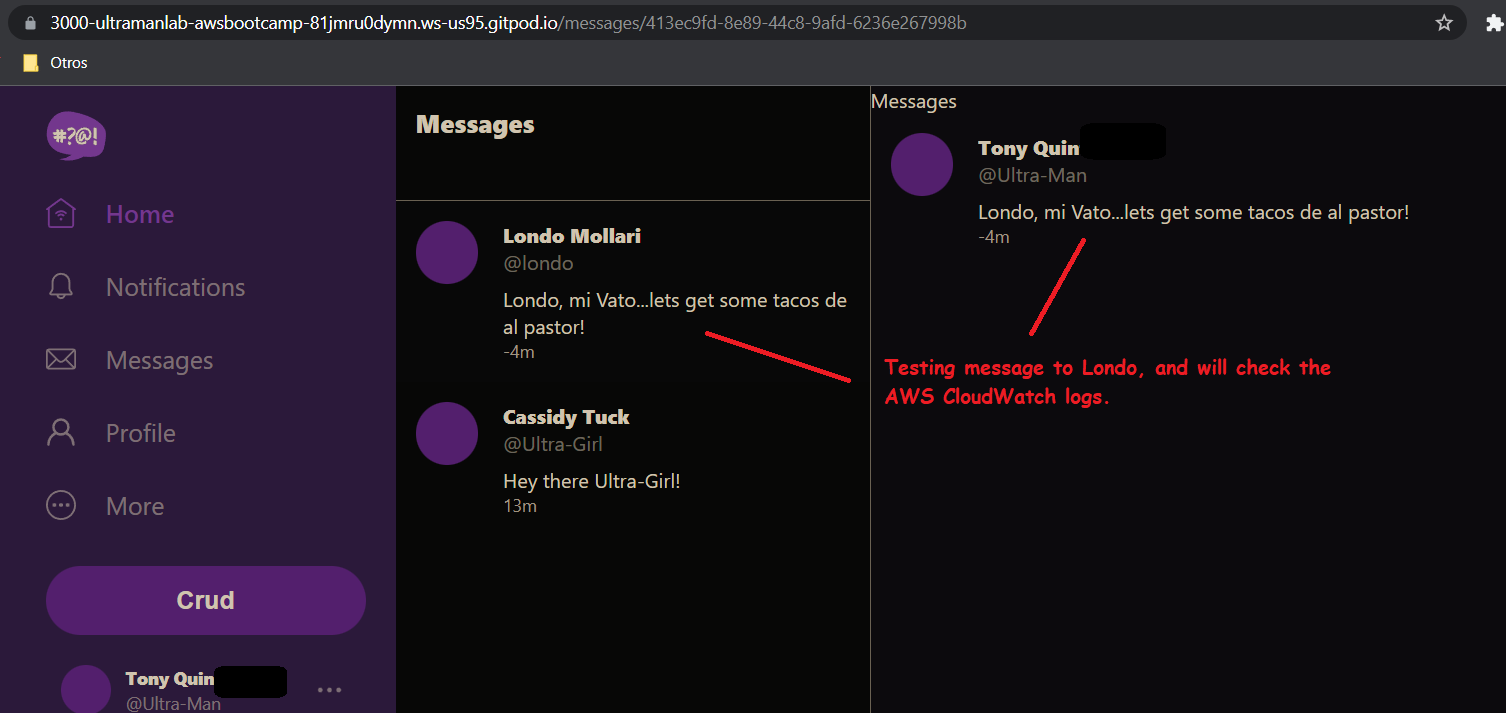 3000-ultramanlab-awsbootcamp-81jmru0dymn.ws-us95.gitpod.io/messages/413ec9fd-8e89-44c8-9afd-6236e267998b
Otros
#?@!
Home
Notifications
Messages
Profile
More
Crud
Tony Quin
@Ultra-Man
Messages
Londo Mollari
@londo
Londo, mi Vato...lets get some tacos de
al pastor!
-4m
Cassidy Tuck
@Ultra-Girl
Hey there Ultra-Girl!
13m
Messages
Tony Quin
@Ultra-Man
Londo, mi Vato...lets get some tacos de al pastor!
-4m
Testing message to Londo, and will check the
AWS CloudWatch logs.